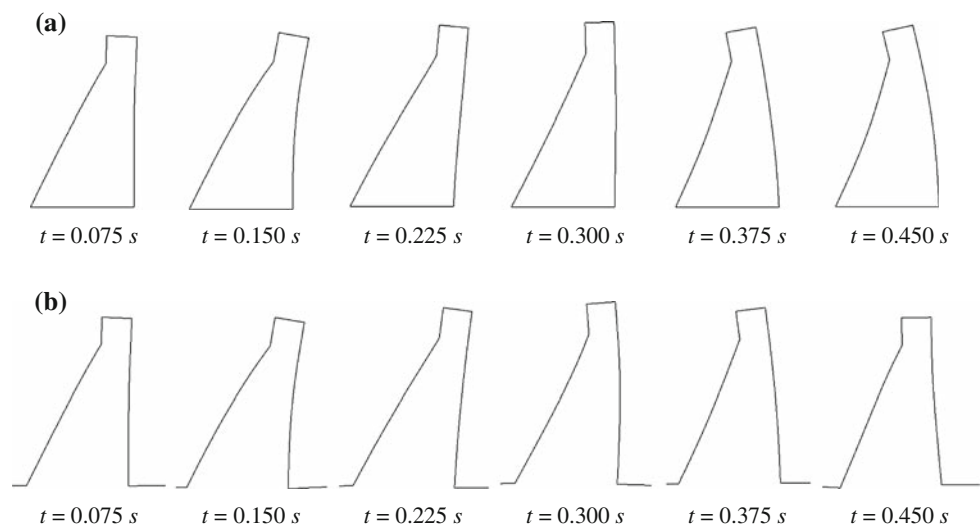 (a)
t = 0.075 s t = 0.150 s t = 0.225 s t = 0.300 s t = 0.375 s t = 0.450 s
(b)
t = 0.075 s t = 0.150 s t = 0.225 s t = 0.300 s t = 0.375 s t = 0.450 s